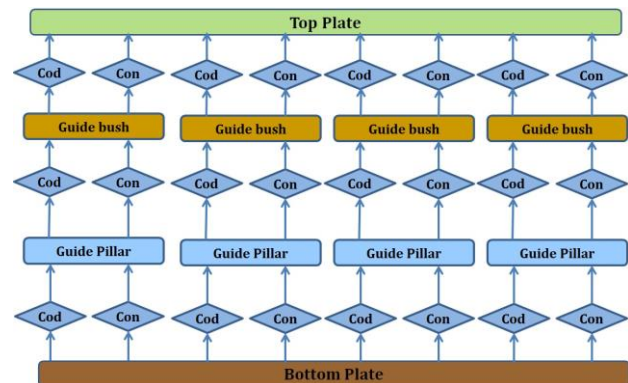 Top Plate
Cod Con Cod Con Cod Con Cod Con
Guide bush Guide bush Guide bush Guide bush
Cod Con Cod Con Cod Con Cod Con
Guide Pillar Guide Pillar Guide Pillar Guide Pillar
Cod Con Cod Con Cod Con Cod Con
Bottom Plate